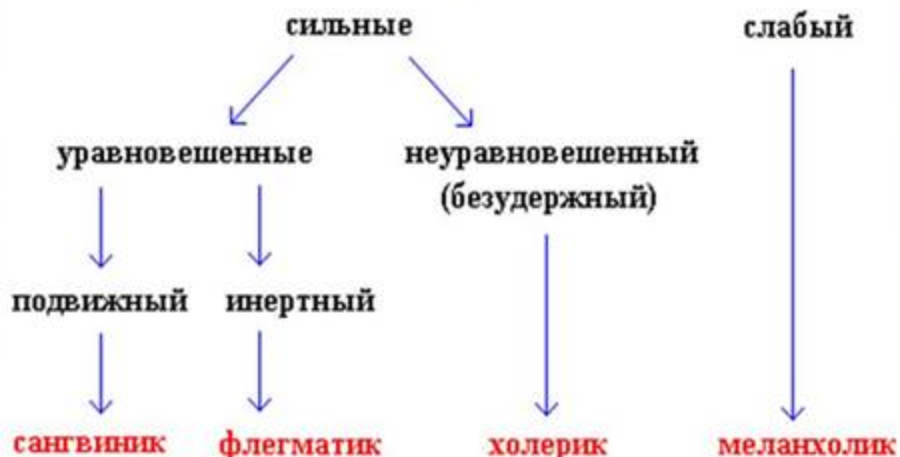 сильные слабый
уравновешенные неуравновешенный
(безудержный)
подвижный инертный
сангвиник флегматик холерик меланхолик